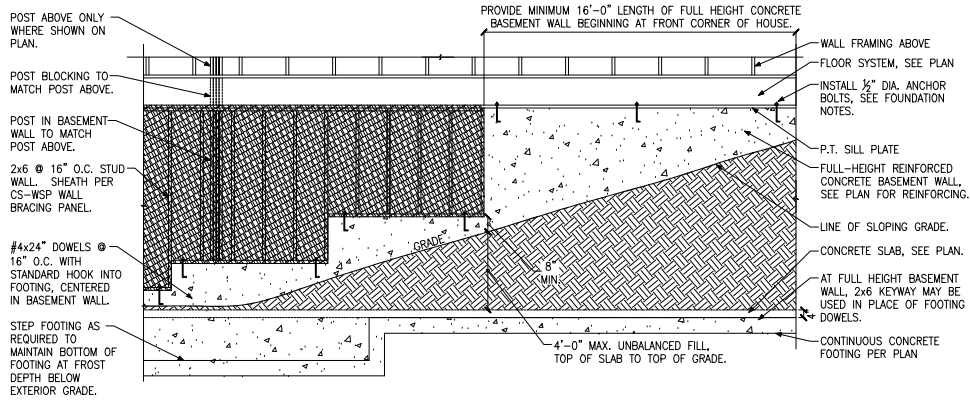 POST ABOVE ONLY
WHERE SHOWN ON
PLAN.
POST BLOCKING TO
MATCH POST ABOVE.
POST IN BASEMENT
WALL TO MATCH
POST ABOVE.
2x6 @ 16" O.C. STUD
WALL. SHEATH PER
CS-WSP WALL
BRACING PANEL.
#4x24" DOWELS @
16" O.C. WITH
STANDARD HOOK INTO
FOOTING, CENTERED
IN BASEMENT WALL.
STEP FOOTING AS
REQUIRED TO
MAINTAIN BOTTOM OF
FOOTING AT FROST
DEPTH BELOW
EXTERIOR GRADE.
PROVIDE MINIMUM 16'-0" LENGTH OF FULL HEIGHT CONCRETE
BASEMENT WALL BEGINNING AT FRONT CORNER OF HOUSE.
GRADE
8"
MIN.
4'-0" MAX. UNBALANCED FILL,
TOP OF SLAB TO TOP OF GRADE.
WALL FRAMING ABOVE
FLOOR SYSTEM, SEE PLAN
INSTALL ½" DIA. ANCHOR
BOLTS, SEE FOUNDATION
NOTES.
P.T. SILL PLATE
FULL-HEIGHT REINFORCED
CONCRETE BASEMENT WALL,
SEE PLAN FOR REINFORCING.
LINE OF SLOPING GRADE.
CONCRETE SLAB, SEE PLAN.
AT FULL HEIGHT BASEMENT
WALL, 2x6 KEYWAY MAY BE
USED IN PLACE OF FOOTING
DOWELS.
CONTINUOUS CONCRETE
FOOTING PER PLAN